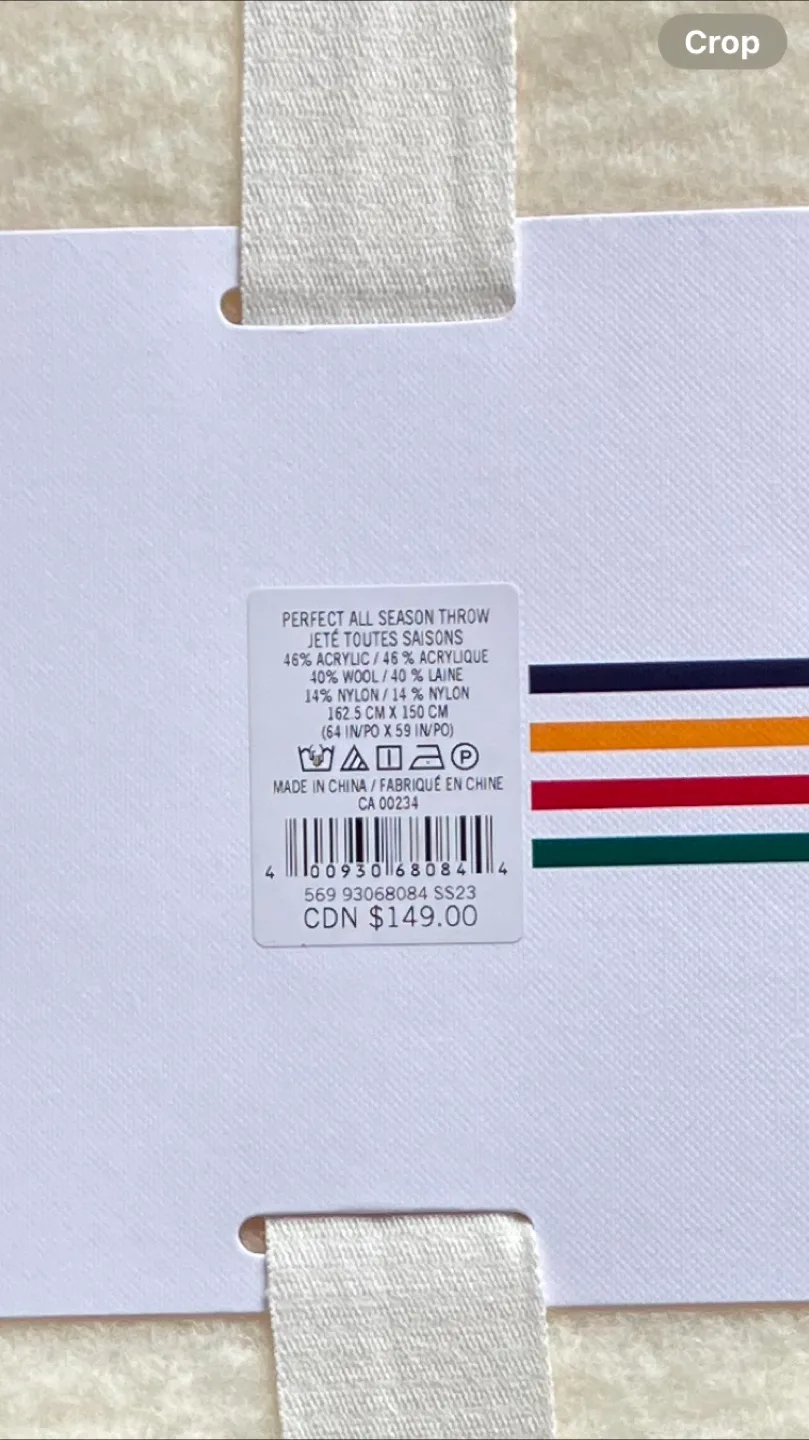 Crop
PERFECT ALL SEASON THROW
JETÉ TOUTES SAISONS
46% ACRYLIC / 46 % ACRYLIQUE
40% WOOL / 40 % LAINE
14% NYLON / 14 % NYLON
162.5 CM X 150 CM
(64 IN/PO X 59 IN/PO)
P
MADE IN CHINA / FABRIQUÉ EN CHINE
CA 00234
4 00930 68084 4
569 93068084 SS23
CDN $149.00